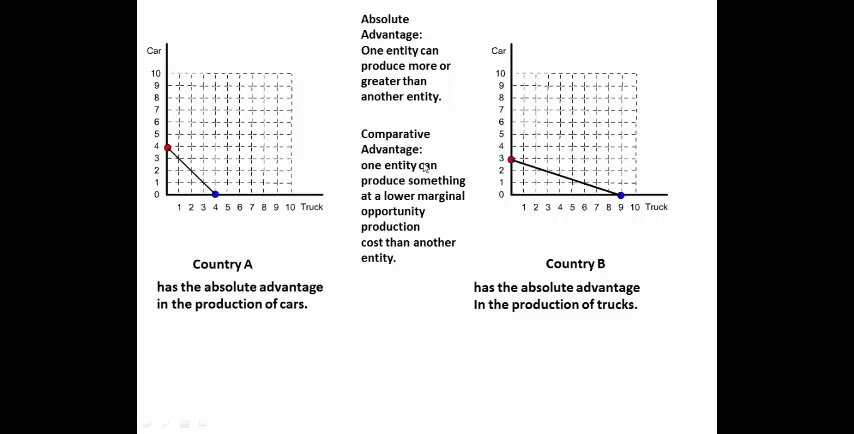 Absolute
Advantage:
One entity can
produce more or
greater than
another entity.
Comparative
Advantage:
one entity can
produce something
at a lower marginal
opportunity
production
cost than another
entity.
Car
10
9
8
7
6
5
4
3
2
1
0
1 2 3 4 5 6 7 8 9 10 Truck
Country A
has the absolute advantage
in the production of cars.
Car
10
9
8
7
6
5
4
3
2
1
0
1 2 3 4 5 6 7 8 9 10 Truck
Country B
has the absolute advantage
In the production of trucks.